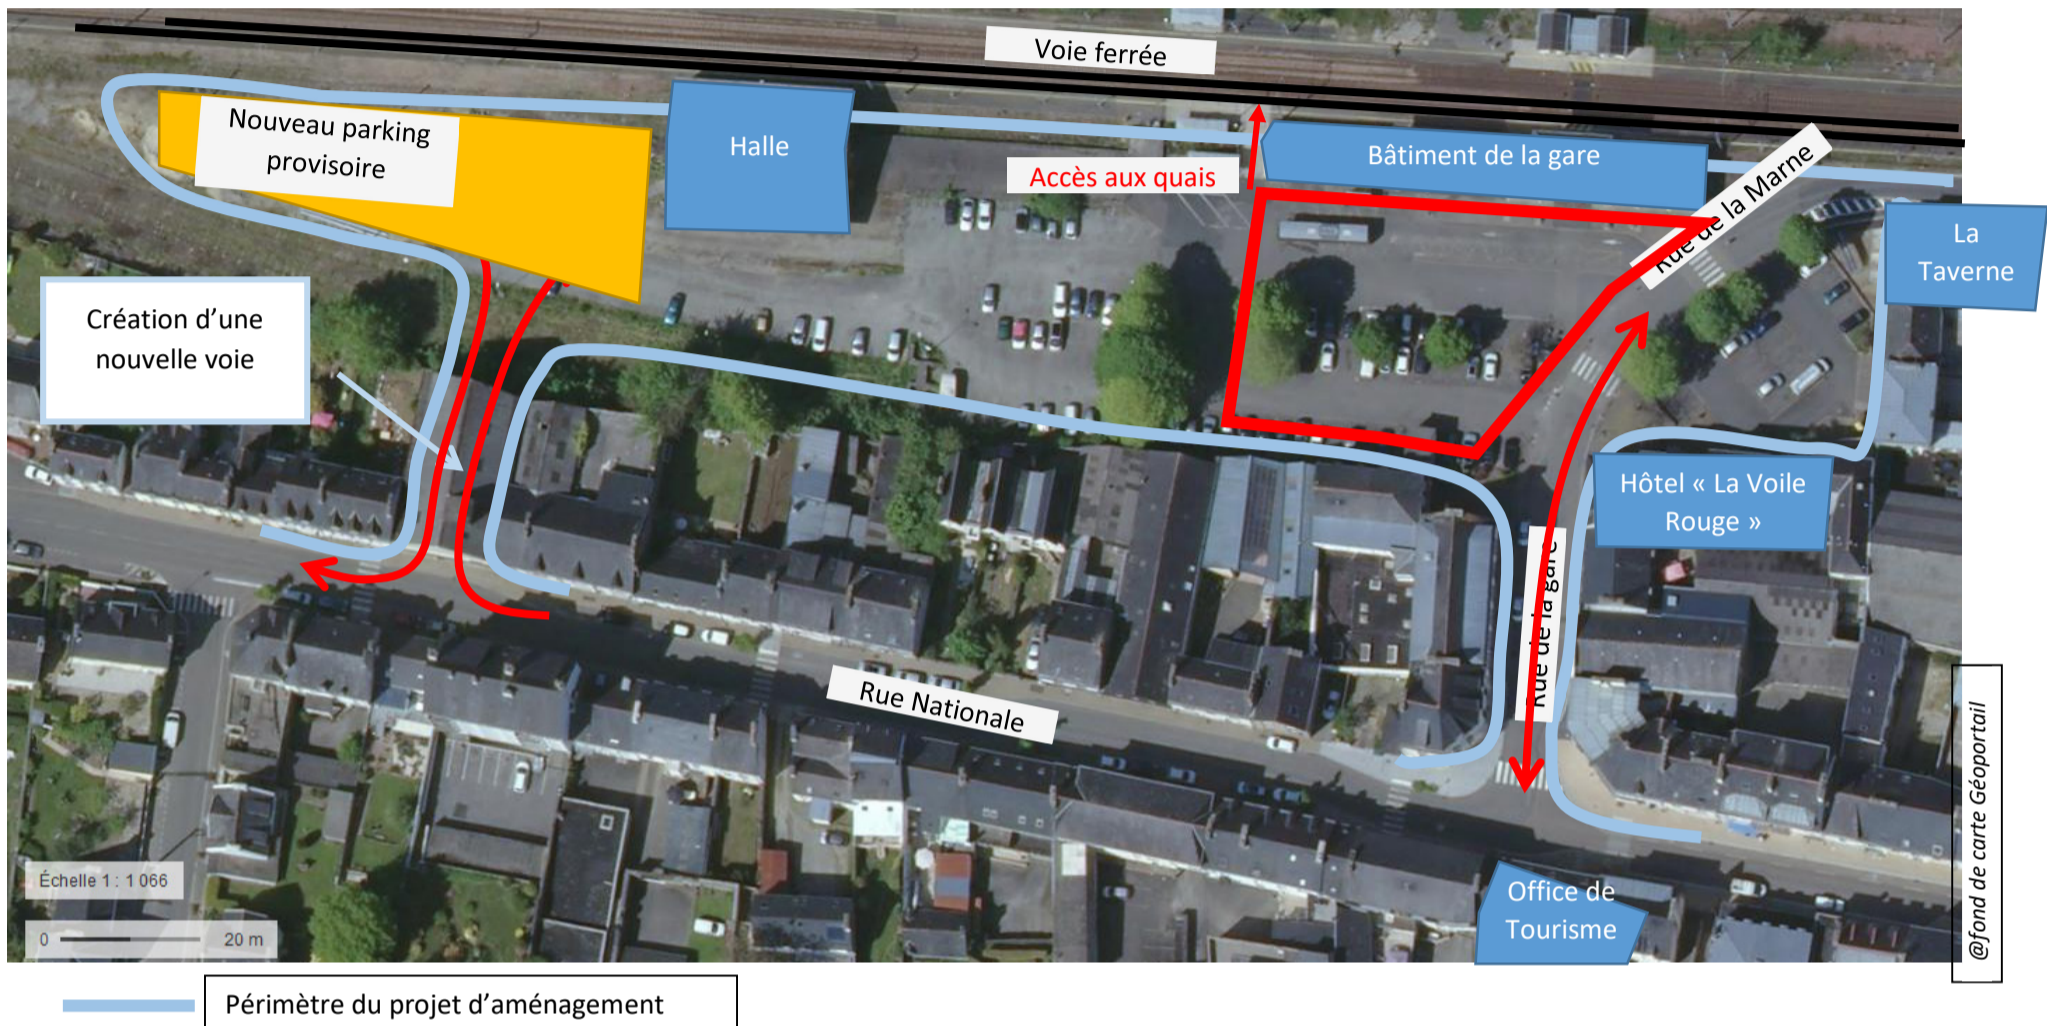 Voie ferrée
Nouveau parking
provisoire
Halle
Accès aux quais
Bâtiment de la gare
Rue de la Marne
La
Taverne
Création d’une
nouvelle voie
Hôtel « La Voile
Rouge »
Rue de la gare
Rue Nationale
Office de
Tourisme
@fond de carte Géoportail
Échelle 1 : 1 066
0 20 m
Périmètre du projet d’aménagement